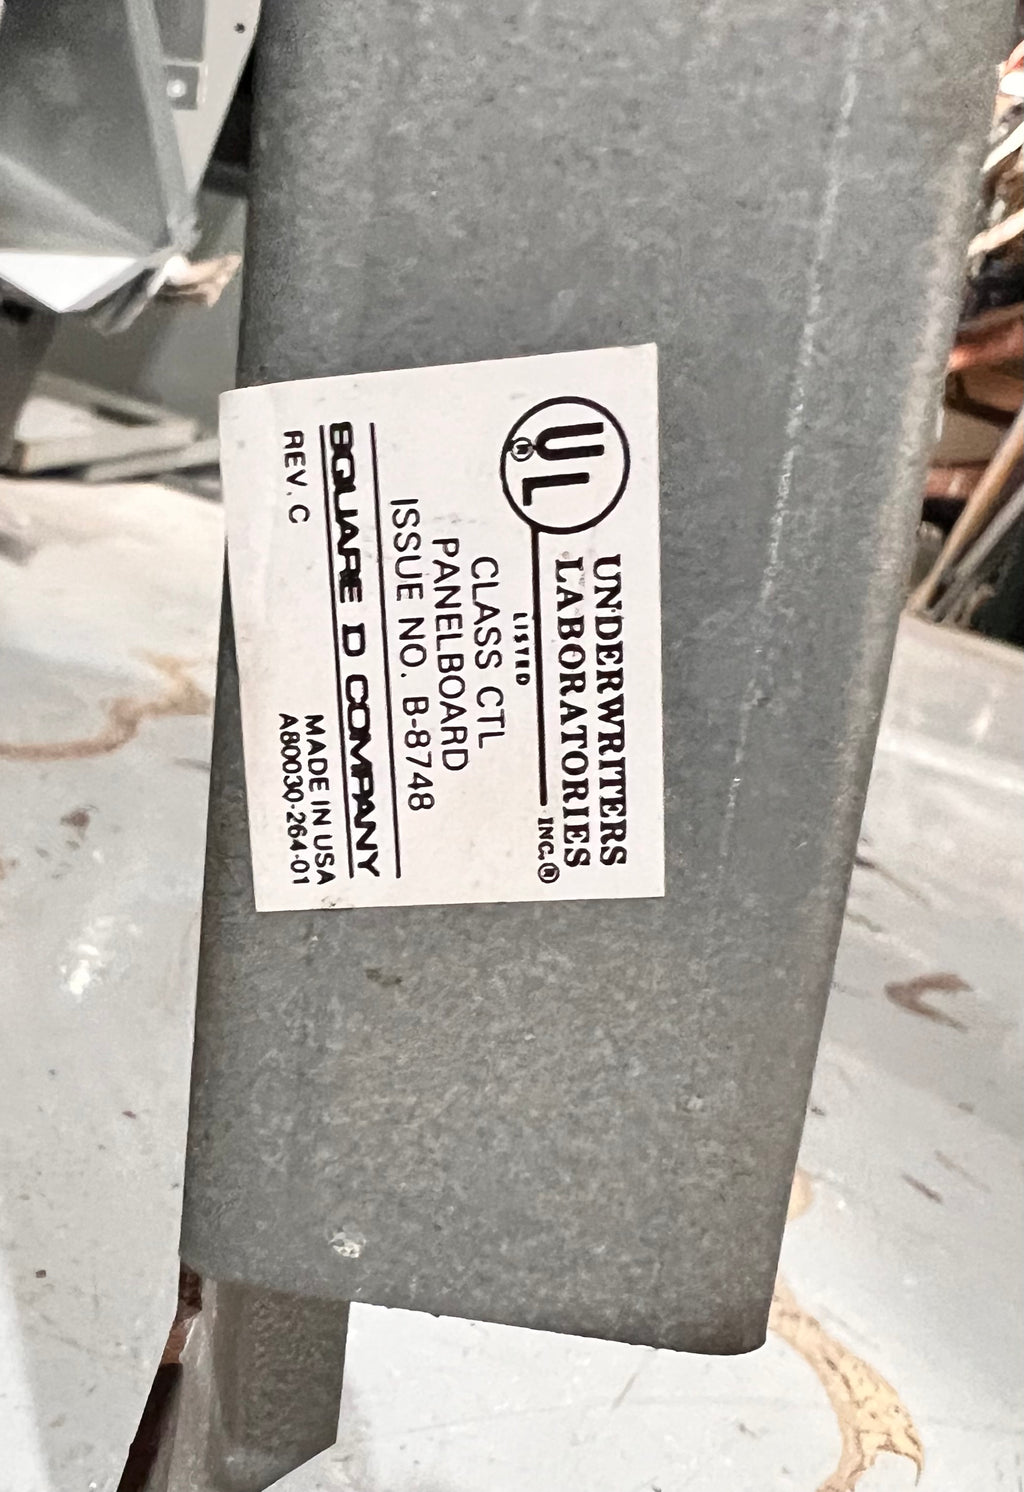 UL®
UNDERWRITERS
LABORATORIES INC.®
LISTED
CLASS CTL
PANELBOARD
ISSUE NO. B-8748
SQUARE D COMPANY
REV. C
MADE IN USA
A80030-264-01